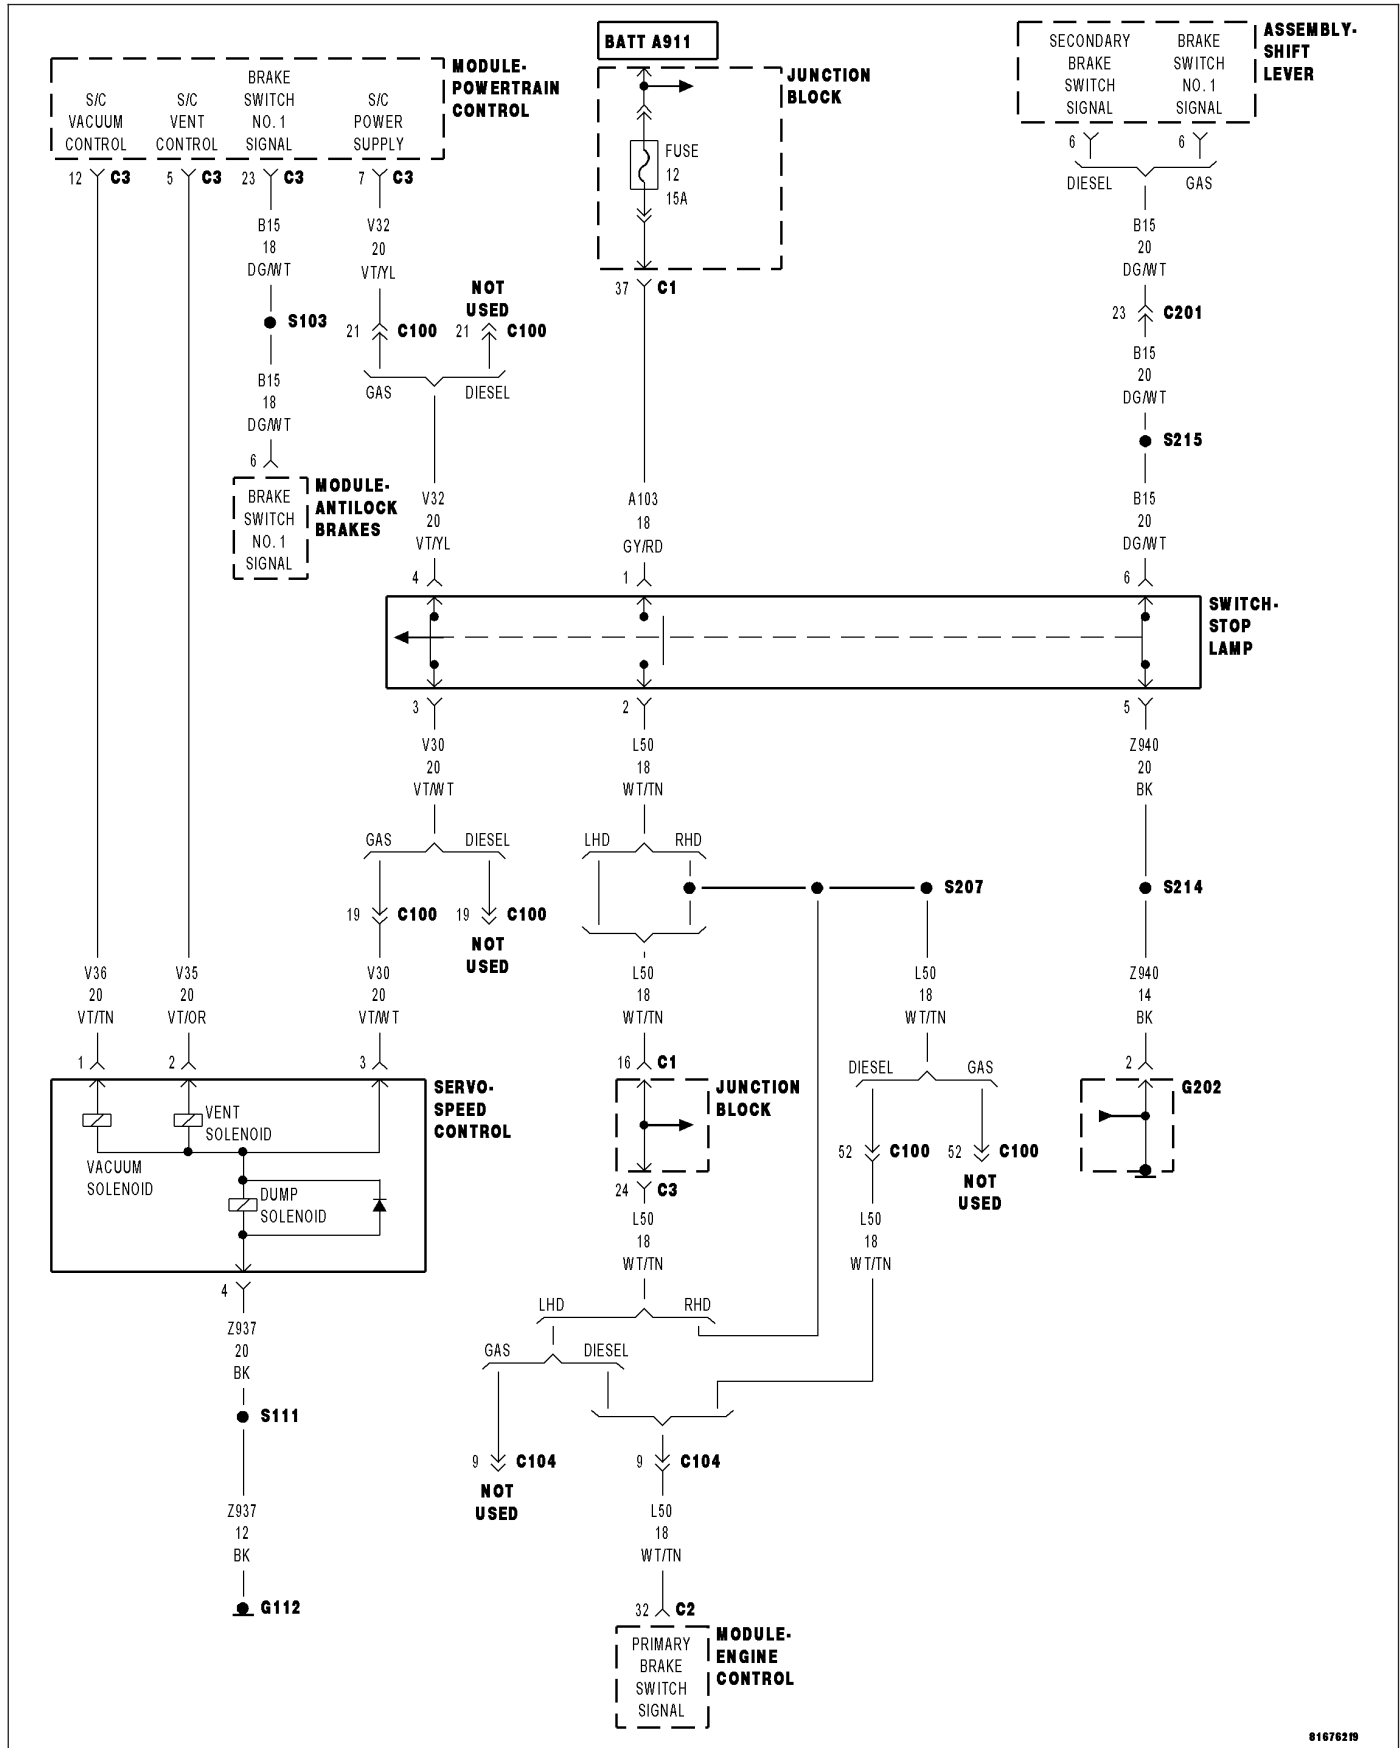 BATT A911
ASSEMBLY-
SHIFT
LEVER
SECONDARY
BRAKE
SWITCH
SIGNAL
BRAKE
SWITCH
NO. 1
SIGNAL
MODULE-
POWERTRAIN
CONTROL
S/C
VACUUM
CONTROL
S/C
VENT
CONTROL
BRAKE
SWITCH
NO. 1
SIGNAL
S/C
POWER
SUPPLY
JUNCTION
BLOCK
FUSE
12
15A
6
6
DIESEL
GAS
12 C3
5 C3
23 C3
7 C3
B15
18
DG/WT
V32
20
VT/YL
B15
20
DG/WT
37 C1
NOT
USED
S103
21 C100
21 C100
23 C201
GAS
DIESEL
B15
18
DG/WT
B15
20
DG/WT
S215
6
BRAKE
SWITCH
NO. 1
SIGNAL
MODULE-
ANTILOCK
BRAKES
V32
20
VT/YL
A103
18
GY/RD
B15
20
DG/WT
4
1
6
SWITCH-
STOP
LAMP
3
2
5
V30
20
VT/WT
L50
18
WT/TN
Z940
20
BK
GAS
DIESEL
LHD
RHD
S207
S214
19 C100
19 C100
NOT
USED
V36
20
VT/TN
V35
20
VT/OR
V30
20
VT/WT
L50
18
WT/TN
L50
18
WT/TN
Z940
14
BK
1
2
3
16 C1
DIESEL
GAS
2
SERVO-
SPEED
CONTROL
VENT
SOLENOID
VACUUM
SOLENOID
DUMP
SOLENOID
JUNCTION
BLOCK
G202
52 C100
52 C100
NOT
USED
24 C3
L50
18
WT/TN
L50
18
WT/TN
4
LHD
RHD
Z937
20
BK
GAS
DIESEL
S111
9 C104
9 C104
NOT
USED
Z937
12
BK
L50
18
WT/TN
G112
32 C2
PRIMARY
BRAKE
SWITCH
SIGNAL
MODULE-
ENGINE
CONTROL
816762f9